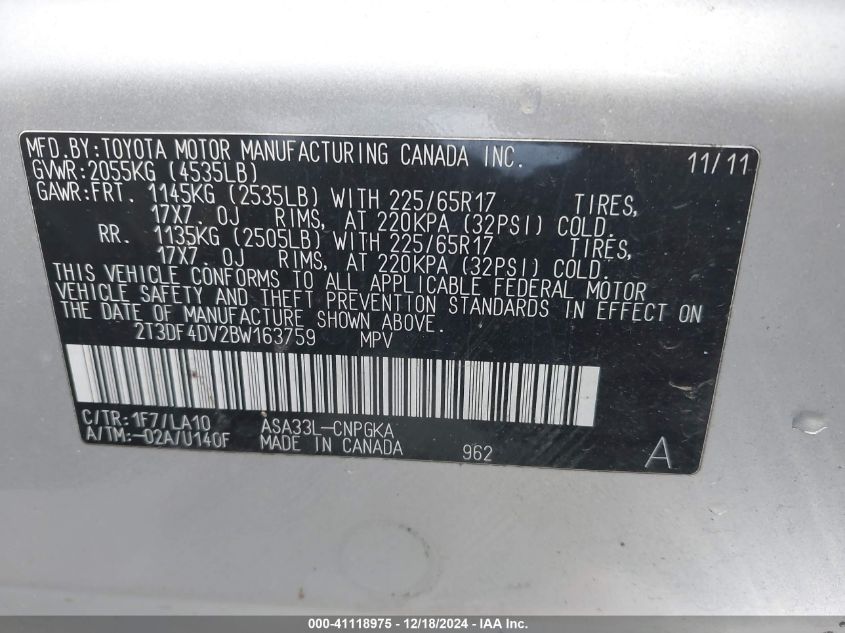 MFD.BY:TOYOTA MOTOR MANUFACTURING CANADA INC. 11/11
GVWR:2055KG (4535LB)
GAWR:FRT. 1145KG (2535LB) WITH 225/65R17 TIRES,
17X7. 0J RIMS, AT 220KPA (32PSI) COLD.
RR. 1135KG (2505LB) WITH 225/65R17 TIRES,
17X7. 0J RIMS, AT 220KPA (32PSI) COLD.
THIS VEHICLE CONFORMS TO ALL APPLICABLE FEDERAL MOTOR
VEHICLE SAFETY AND THEFT PREVENTION STANDARDS IN EFFECT ON
THE DATE OF MANUFACTURE SHOWN ABOVE.
2T3DF4DV2BW163759 MPV
C/TR:1F7/LA10 ASA33L-CNPGKA
A/TM:-02A/U140F MADE IN CANADA 962 A
000-41118975 - 12/18/2024 - IAA Inc.